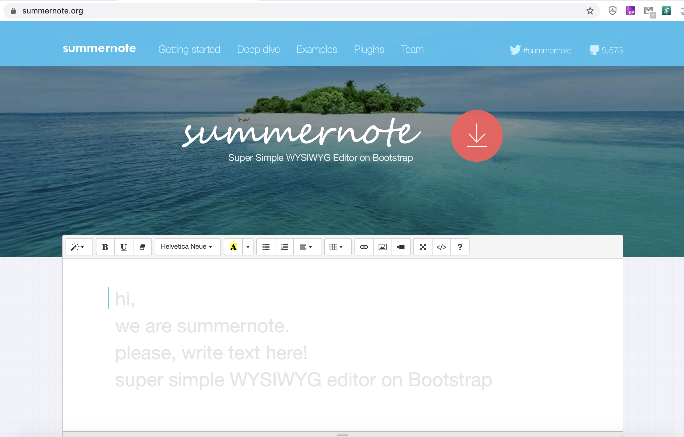 summernote.org
summernote Getting started Deep dive Examples Plugins Team #summernote 9,673
summernote
Super Simple WYSIWYG Editor on Bootstrap
B U Helvetica Neue A </> ?
hi,
we are summernote.
please, write text here!
super simple WYSIWYG editor on Bootstrap